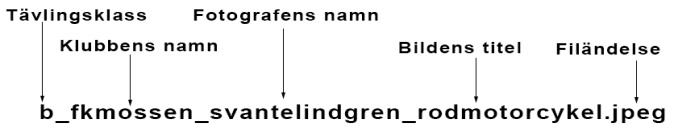 Tävlingsklass Fotografens namn
Klubbens namn Bildens titel Filändelse
b_fkmossen_svantelindgren_rodmotorcykel.jpeg